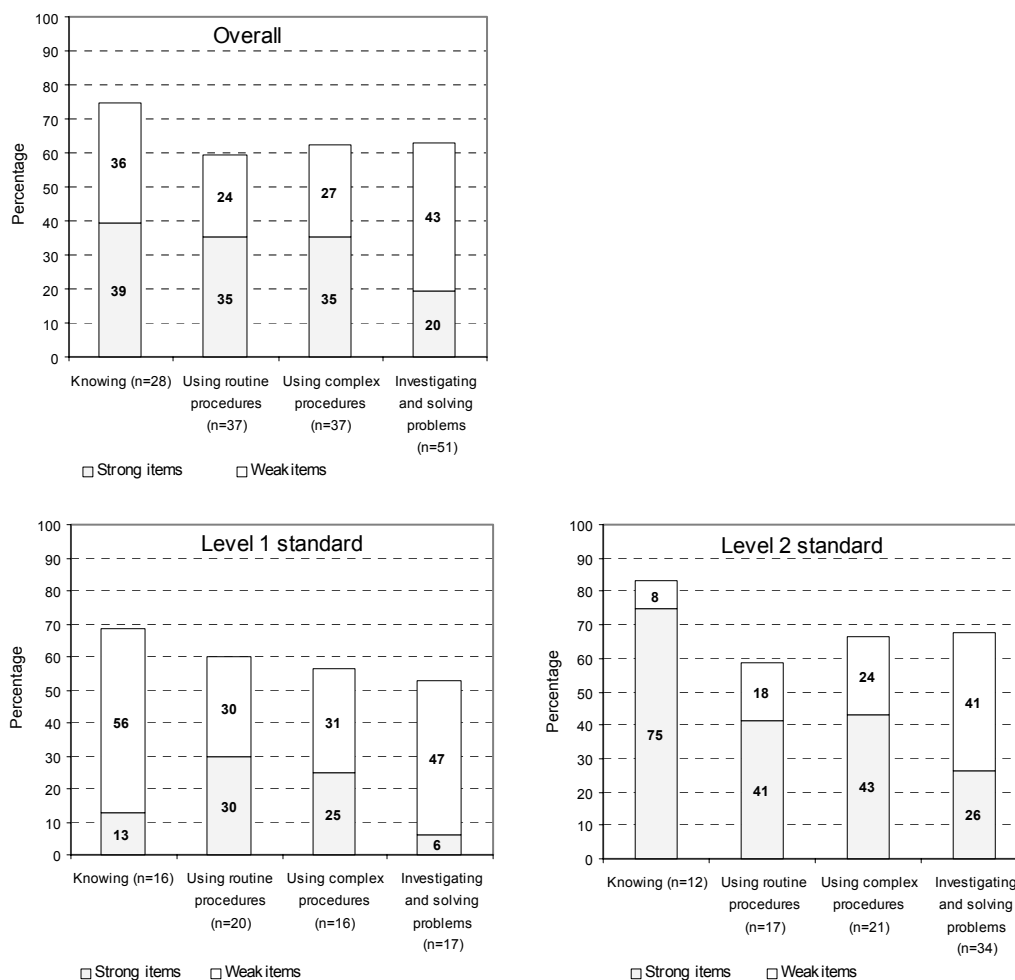 Overall
Percentage
100
90
80
70
60
50
40
30
20
10
0
36
24
27
43
39
35
35
20
Knowing (n=28)
Using routine
procedures
(n=37)
Using complex
procedures
(n=37)
Investigating
and solving
problems
(n=51)
Strong items
Weak items
Level 1 standard
Percentage
100
90
80
70
60
50
40
30
20
10
0
56
30
31
47
13
30
25
6
Knowing (n=16)
Using routine
procedures
(n=20)
Using complex
procedures
(n=16)
Investigating
and solving
problems
(n=17)
Strong items
Weak items
Level 2 standard
Percentage
100
90
80
70
60
50
40
30
20
10
0
8
18
24
41
75
41
43
26
Knowing (n=12)
Using routine
procedures
(n=17)
Using complex
procedures
(n=21)
Investigating
and solving
problems
(n=34)
Strong items
Weak items